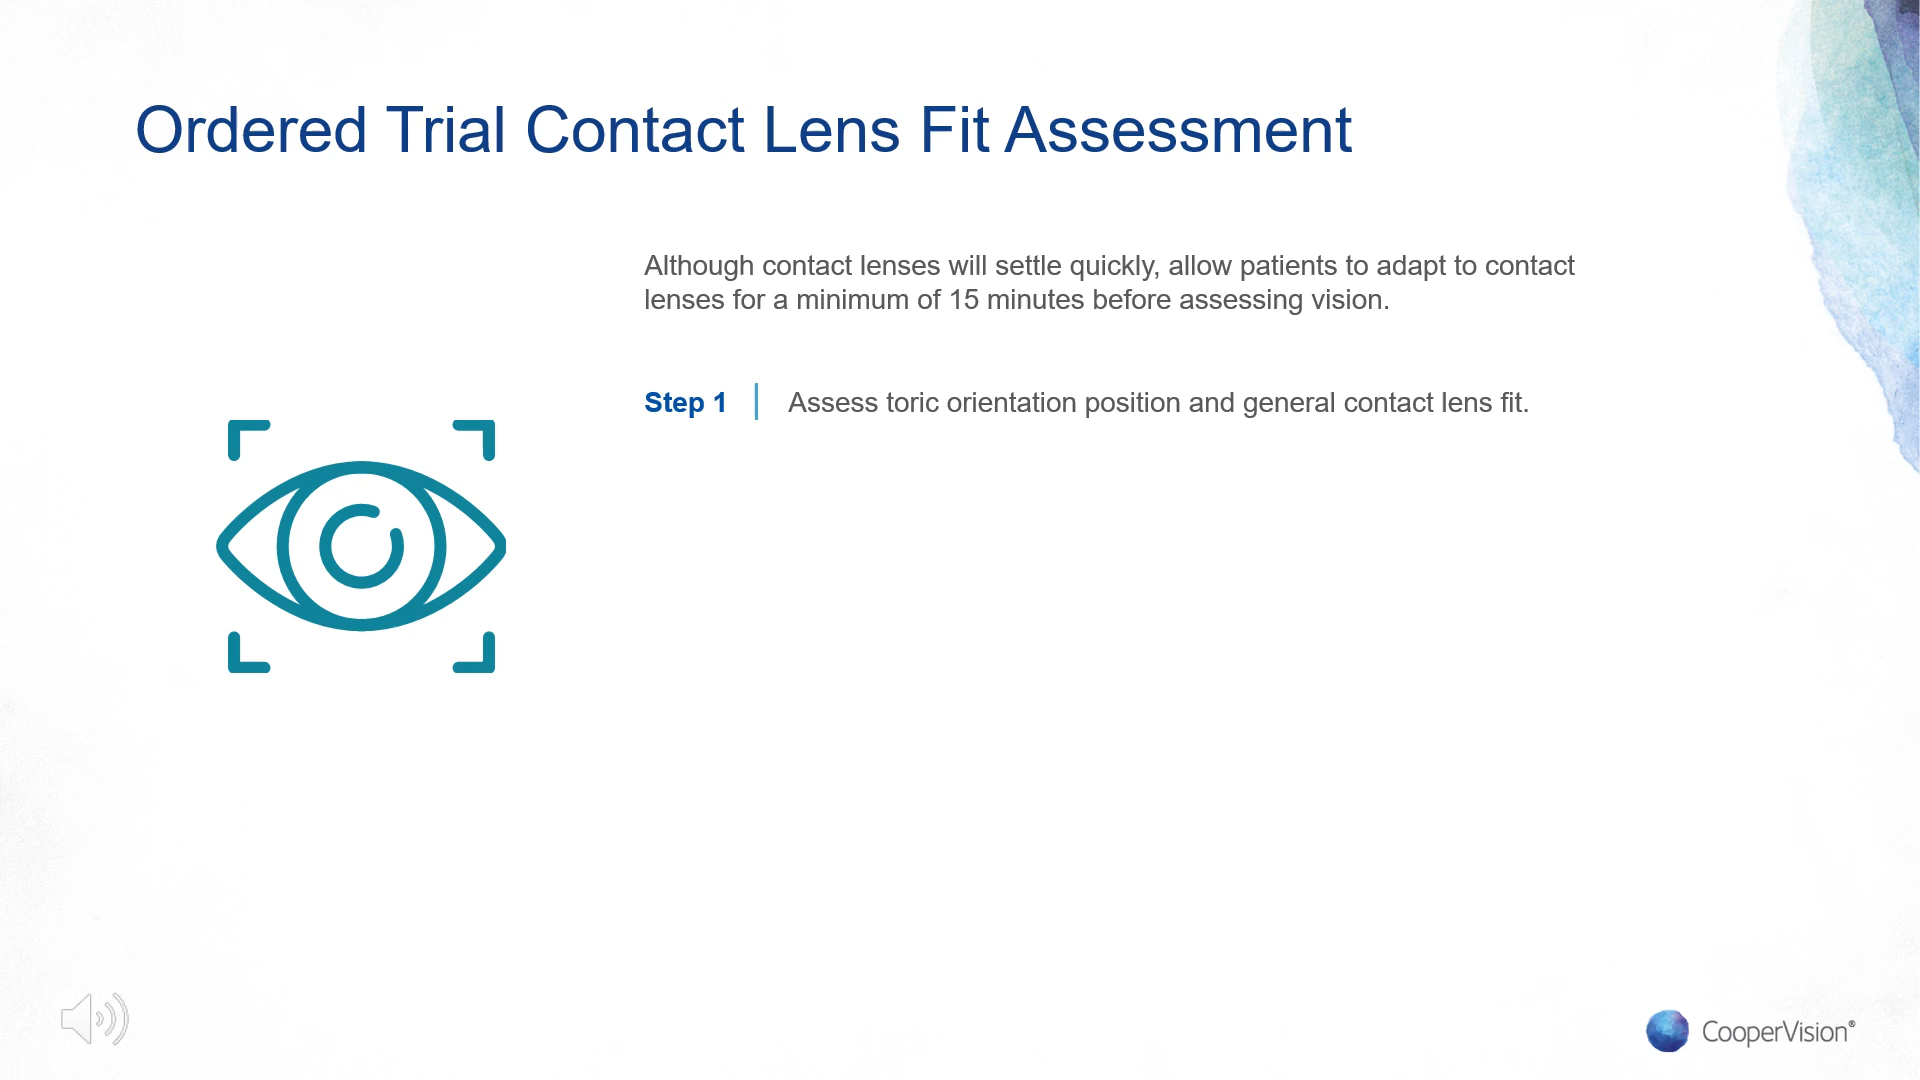 Ordered Trial Contact Lens Fit Assessment
Although contact lenses will settle quickly, allow patients to adapt to contact
lenses for a minimum of 15 minutes before assessing vision.
Step 1 Assess toric orientation position and general contact lens fit.
CooperVision®